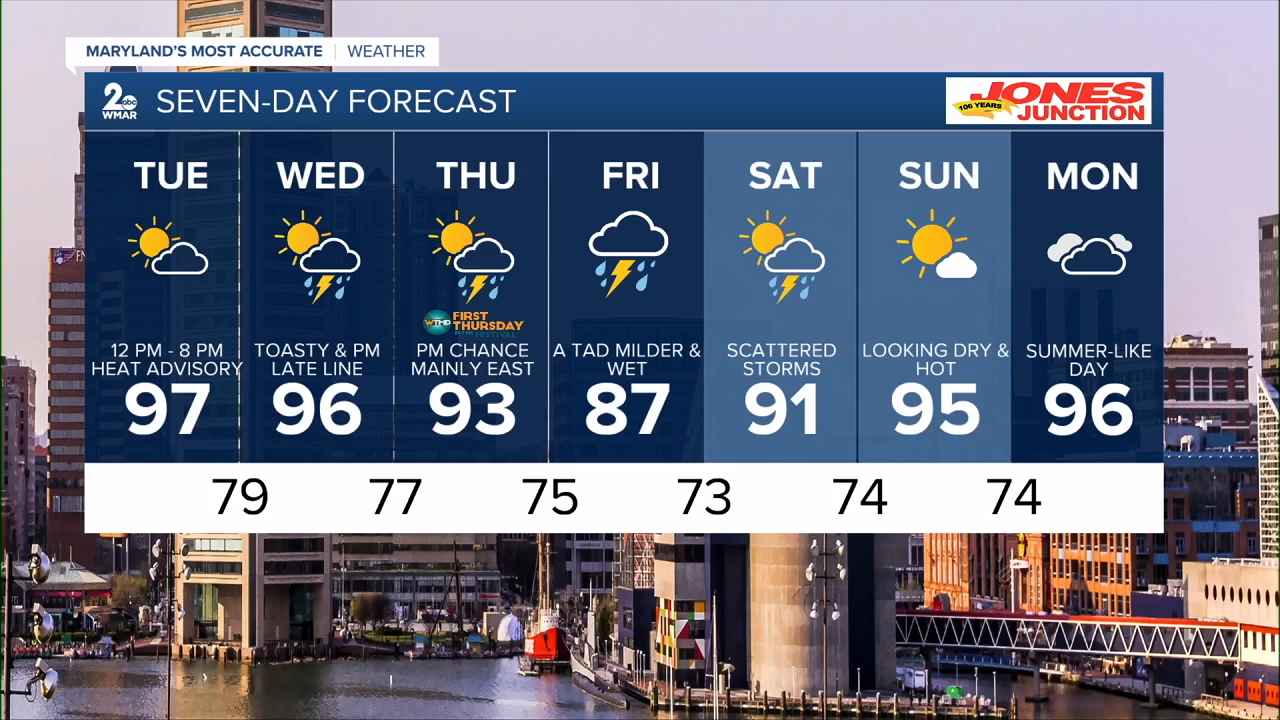 MARYLAND'S MOST ACCURATE | WEATHER
2 abc
WMAR
SEVEN-DAY FORECAST
106 YEARS
JONES
JUNCTION
TUE
WED
THU
FRI
SAT
SUN
MON
WTMD
FIRST
THURSDAY
FESTIVAL
12 PM - 8 PM
HEAT ADVISORY
TOASTY & PM
LATE LINE
PM CHANCE
MAINLY EAST
A TAD MILDER &
WET
SCATTERED
STORMS
LOOKING DRY &
HOT
SUMMER-LIKE
DAY
97
96
93
87
91
95
96
79
77
75
73
74
74